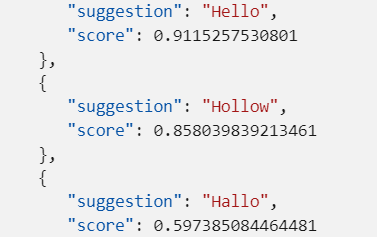 "suggestion": "Hello",
"score": 0.9115257530801
},
{
"suggestion": "Hollow",
"score": 0.858039839213461
},
{
"suggestion": "Hallo",
"score": 0.597385084464481